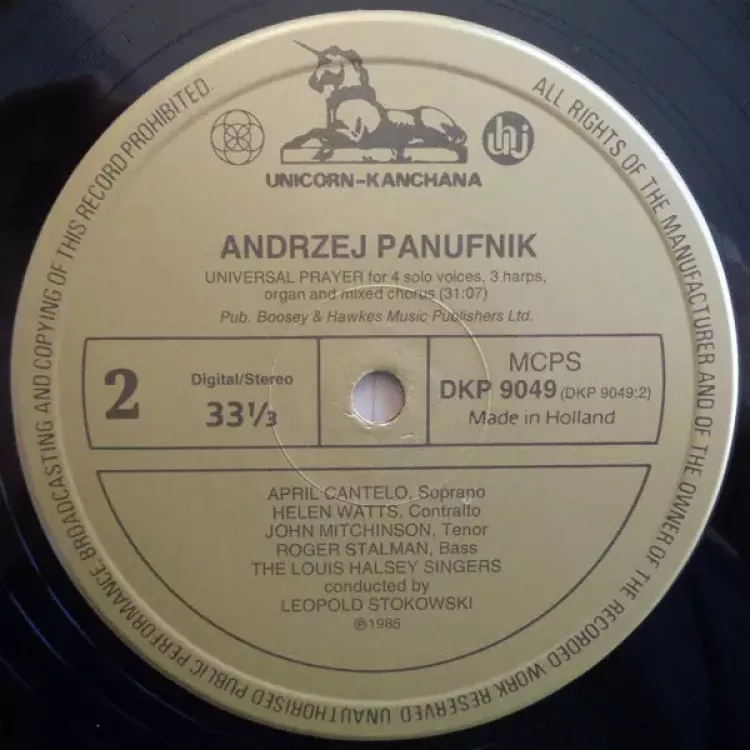 UNICORN-KANCHANA
ANDRZEJ PANUFNIK
UNIVERSAL PRAYER for 4 solo voices, 3 harps,
organ and mixed chorus (31:07)
Pub. Boosey & Hawkes Music Publishers Ltd.
2
Digital/Stereo
33⅓
MCPS
DKP 9049 (DKP 9049:2)
Made in Holland
APRIL CANTELO, Soprano
HELEN WATTS, Contralto
JOHN MITCHINSON, Tenor
ROGER STALMAN, Bass
THE LOUIS HALSEY SINGERS
conducted by
LEOPOLD STOKOWSKI
℗1985
ALL RIGHTS OF THE MANUFACTURER AND OF THE OWNER OF THE RECORDED WORK RESERVED. UNAUTHORISED PUBLIC PERFORMANCE BROADCASTING AND COPYING OF THIS RECORD PROHIBITED